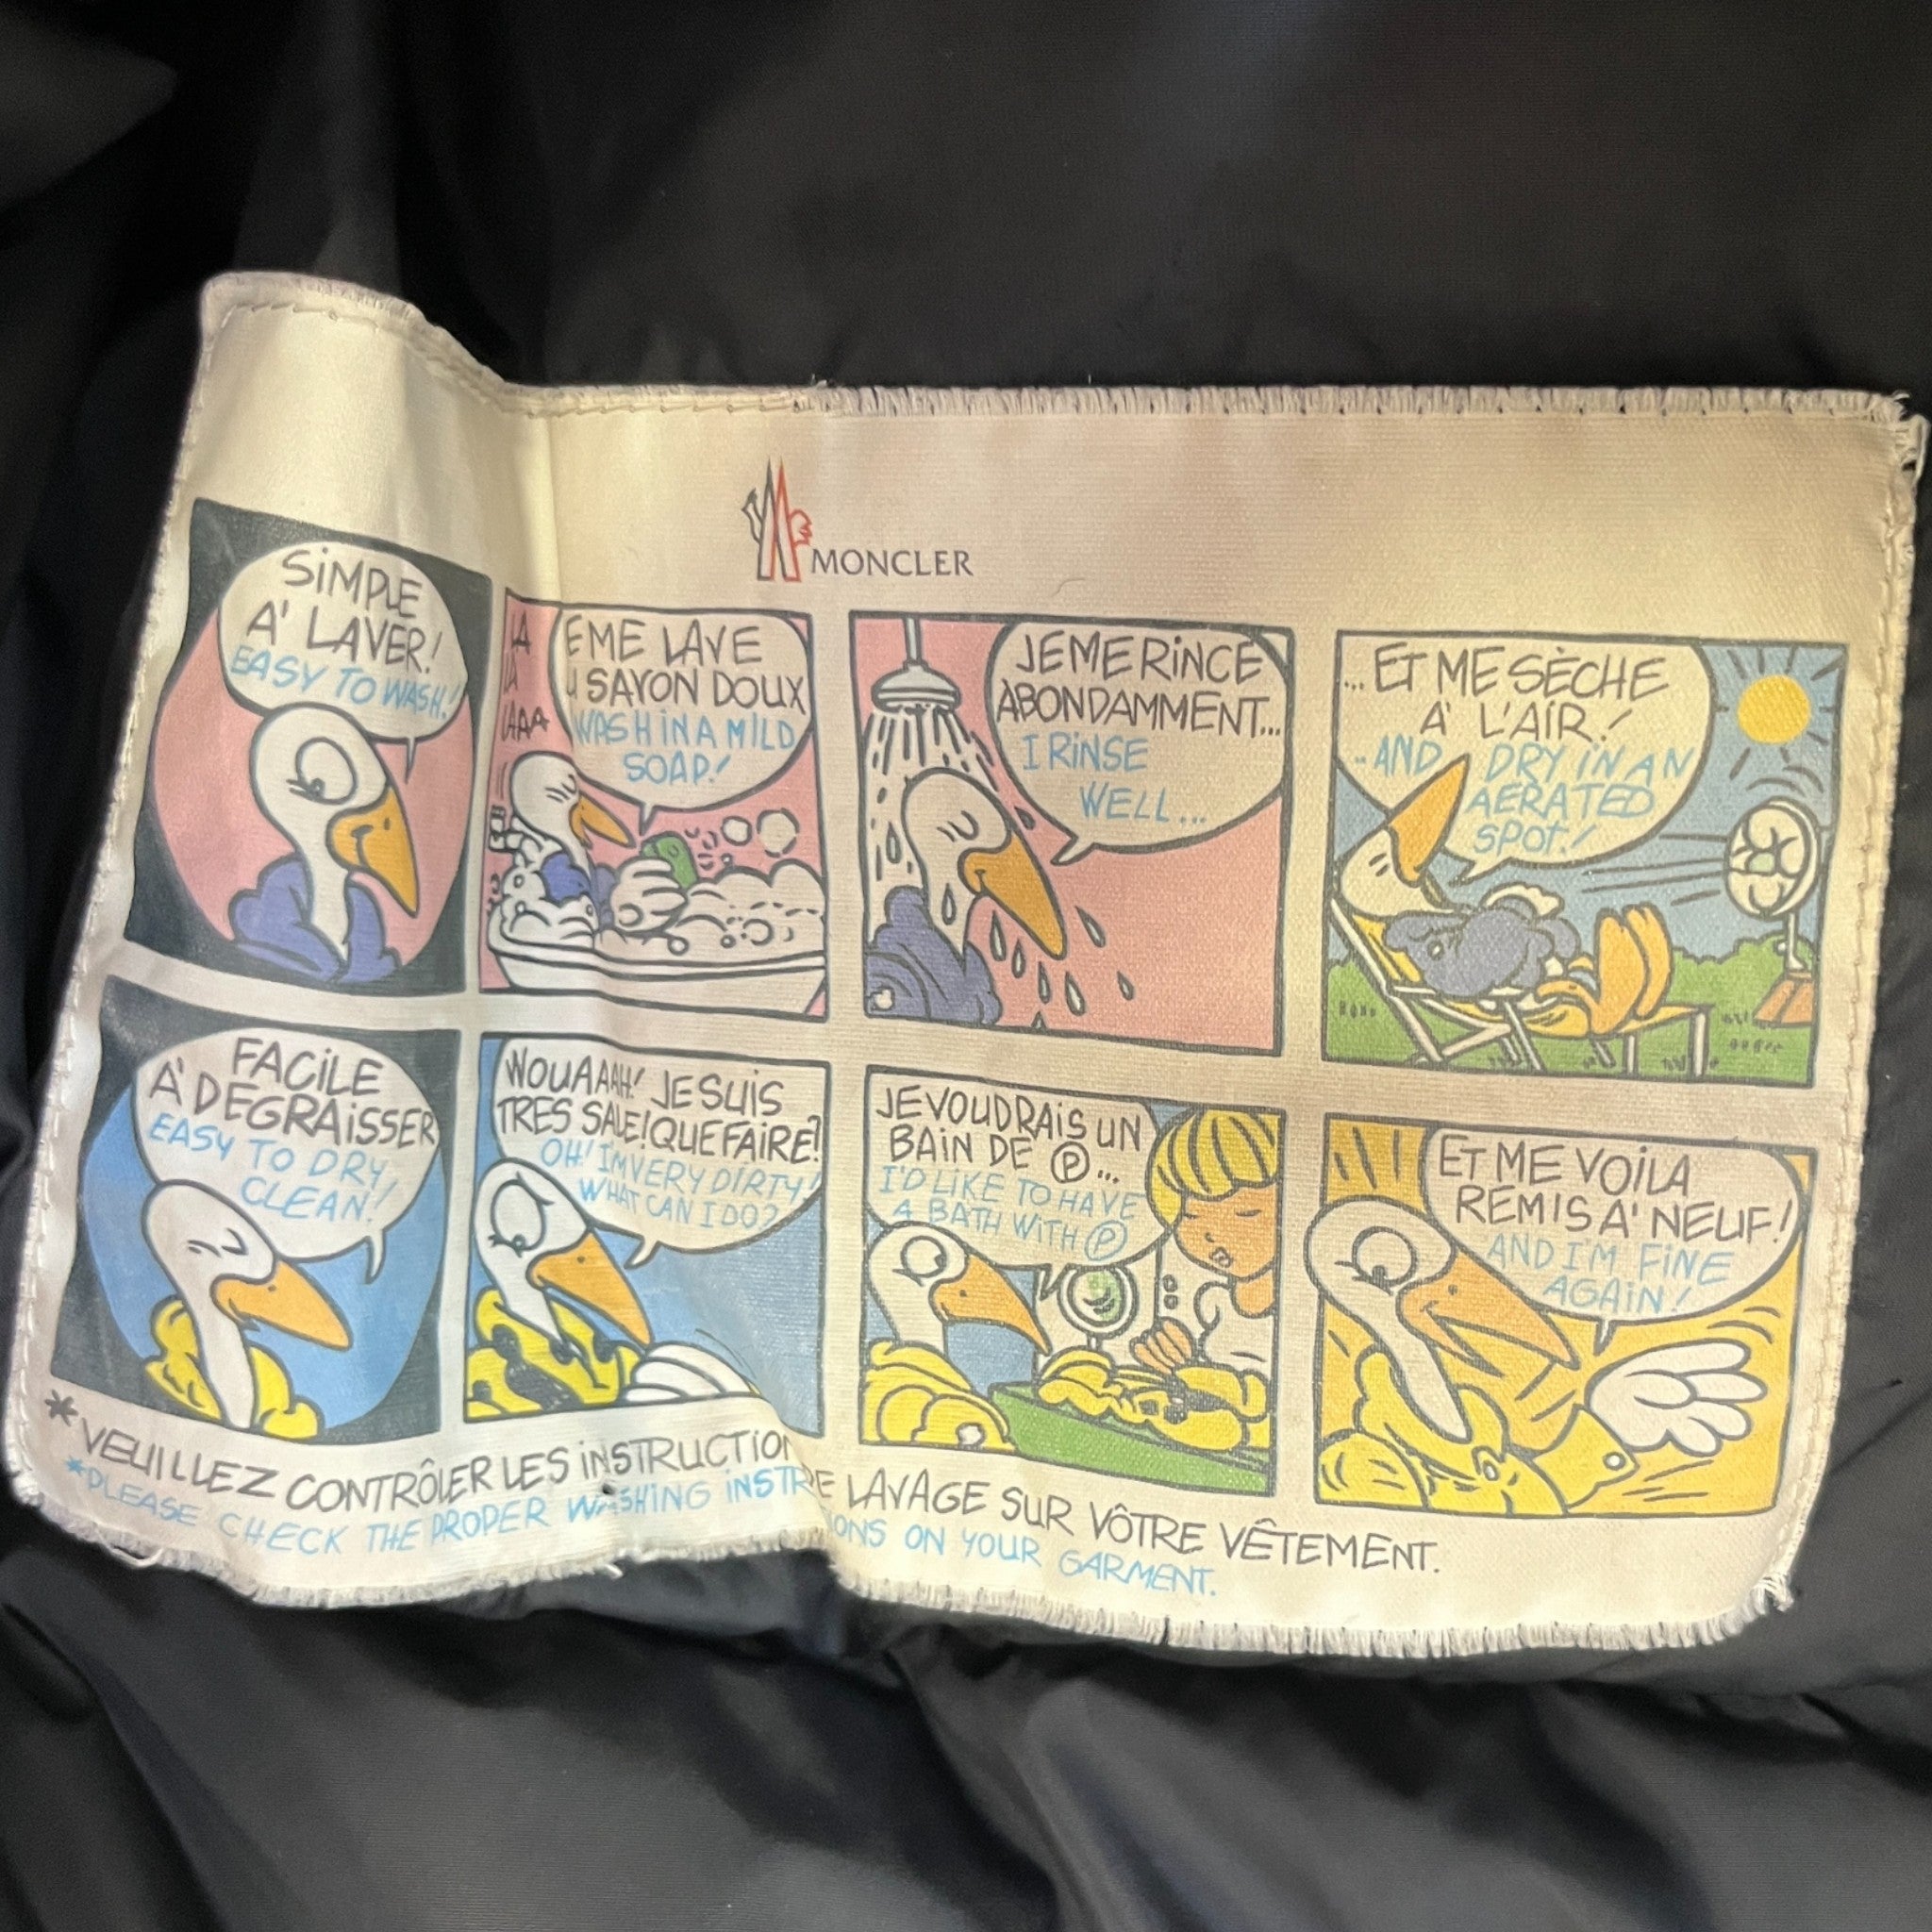 MONCLER
SiMPLE
A' LAVER!
EASY TO WASH!
LA
LA
LAAA
EME LAVE
U SAVON DOUX
WASH iN A MiLD
SOAP!
JE ME RiNCE
ABONDAMMENT...
I RiNSE
WELL...
... ET ME SÈCHE
A' L'AiR!
..AND DRY iN AN
AERATED
SPOT!
FACiLE
A' DEGRAiSSER
EASY TO DRY
CLEAN!
WOUAAAH! JE SUiS
TRES SALE! QUE FAiRE?
OH! I'M VERY DiRTY!
WHAT CAN I DO?
JE VOUDRAiS UN
BAiN DE Ⓟ...
I'D LiKE TO HAVE
A BATH WiTH Ⓟ
ET ME VOiLA
REMiS A' NEUF!
AND I'M FiNE
AGAiN!
*VEUiLLEZ CONTRÔLER LES iNSTRUCTiON E LAVAGE SUR VÔTRE VÊTEMENT.
*PLEASE CHECK THE PROPER WASHiNG iNSTR iONS ON YOUR GARMENT.